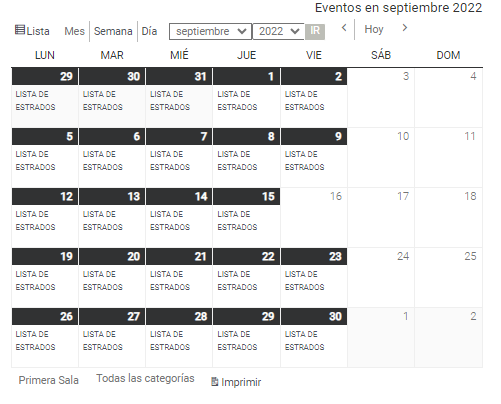 Eventos en septiembre 2022
Lista Mes Semana Día septiembre 2022 IR < Hoy >
LUN MAR MIÉ JUE VIE SÁB DOM
29 30 31 1 2 3 4
LISTA DE LISTA DE LISTA DE LISTA DE LISTA DE
ESTRADOS ESTRADOS ESTRADOS ESTRADOS ESTRADOS
5 6 7 8 9 10 11
LISTA DE LISTA DE LISTA DE LISTA DE LISTA DE
ESTRADOS ESTRADOS ESTRADOS ESTRADOS ESTRADOS
12 13 14 15 16 17 18
LISTA DE LISTA DE LISTA DE LISTA DE
ESTRADOS ESTRADOS ESTRADOS ESTRADOS
19 20 21 22 23 24 25
LISTA DE LISTA DE LISTA DE LISTA DE LISTA DE
ESTRADOS ESTRADOS ESTRADOS ESTRADOS ESTRADOS
26 27 28 29 30 1 2
LISTA DE LISTA DE LISTA DE LISTA DE LISTA DE
ESTRADOS ESTRADOS ESTRADOS ESTRADOS ESTRADOS
Primera Sala Todas las categorías Imprimir